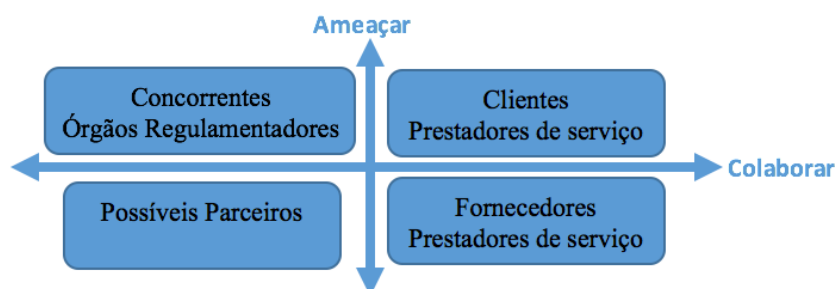 Ameaçar
Concorrentes
Órgãos Regulamentadores
Clientes
Prestadores de serviço
Colaborar
Possíveis Parceiros
Fornecedores
Prestadores de serviço